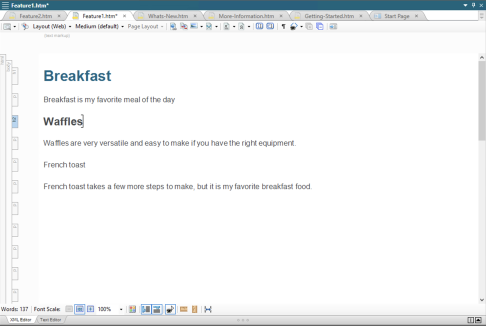 Feature1.htm*
Feature2.htm
Feature1.htm*
Whats-New.htm
More-Information.htm
Getting-Started.htm
Start Page
Layout (Web) Medium (default) Page Layout
Breakfast
Breakfast is my favorite meal of the day
Waffles
Waffles are very versatile and easy to make if you have the right equipment.
French toast
French toast takes a few more steps to make, but it is my favorite breakfast food.
Words: 137 Font Scale: 100%
XML Editor Text Editor